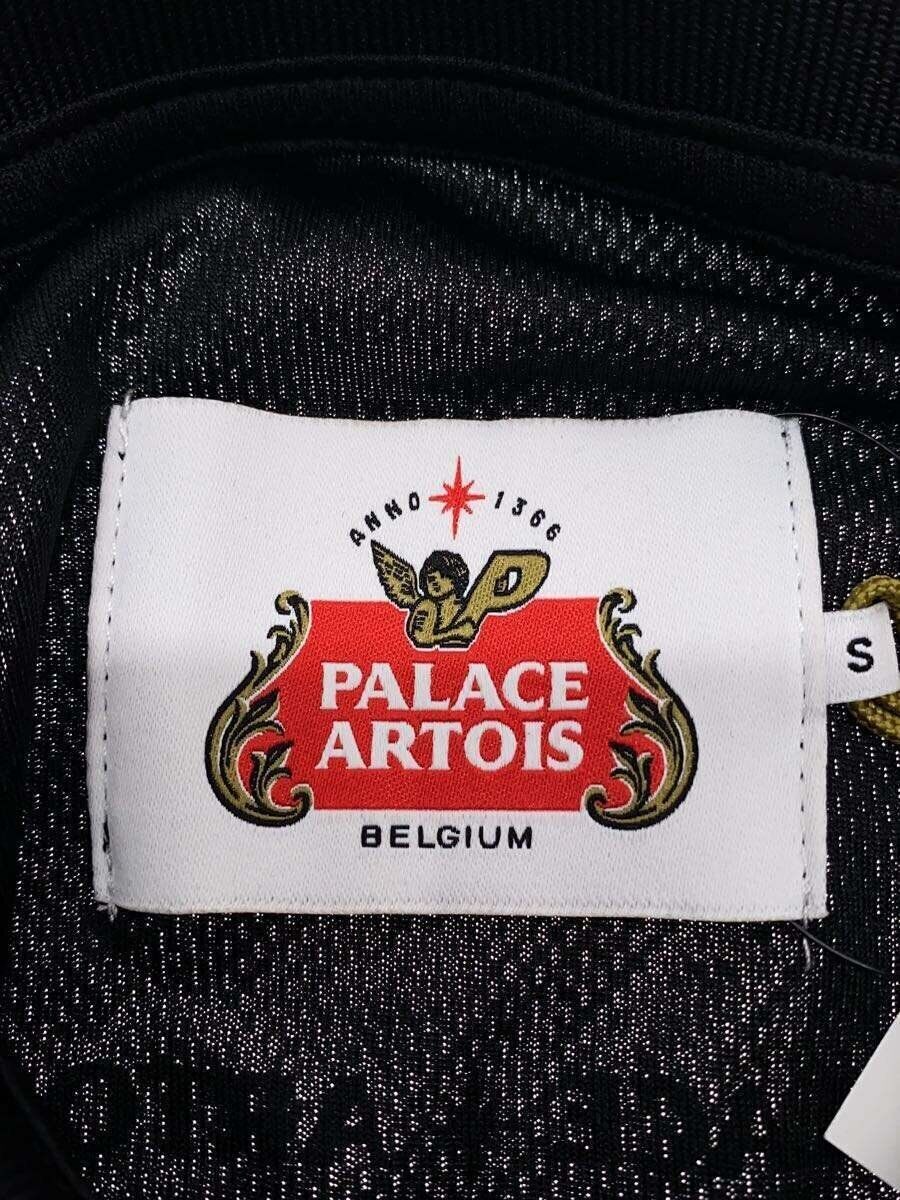 ANNO 1366
P
PALACE
ARTOIS
BELGIUM
S